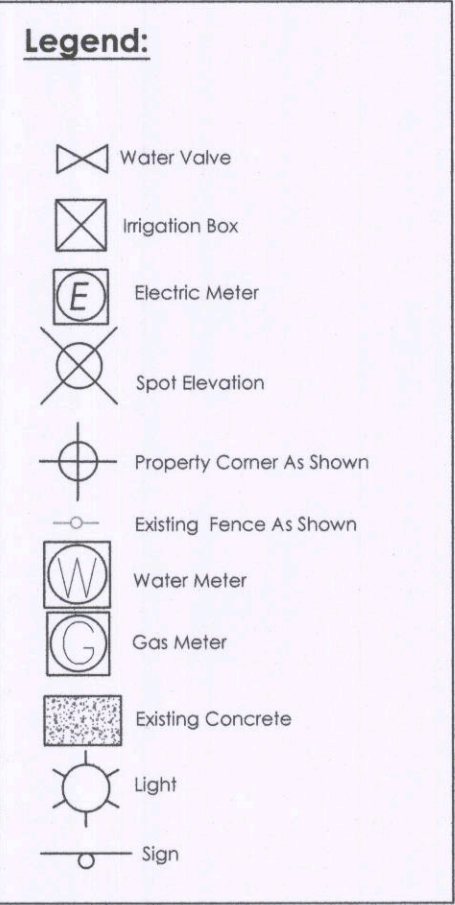 Legend:
Water Valve
Irrigation Box
E Electric Meter
Spot Elevation
Property Corner As Shown
Existing Fence As Shown
W Water Meter
G Gas Meter
Existing Concrete
Light
Sign